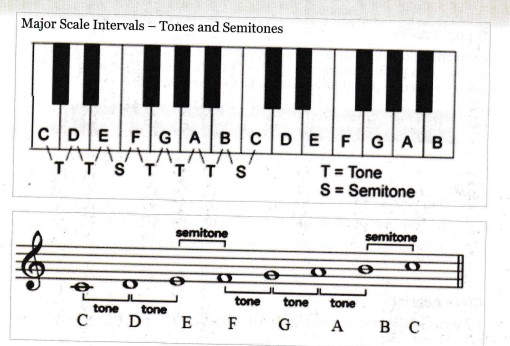 Major Scale Intervals – Tones and Semitones
C D E F G A B C D E F G A B
T T S T T T S
T = Tone
S = Semitone
semitone semitone
tone tone tone tone tone
C D E F G A B C